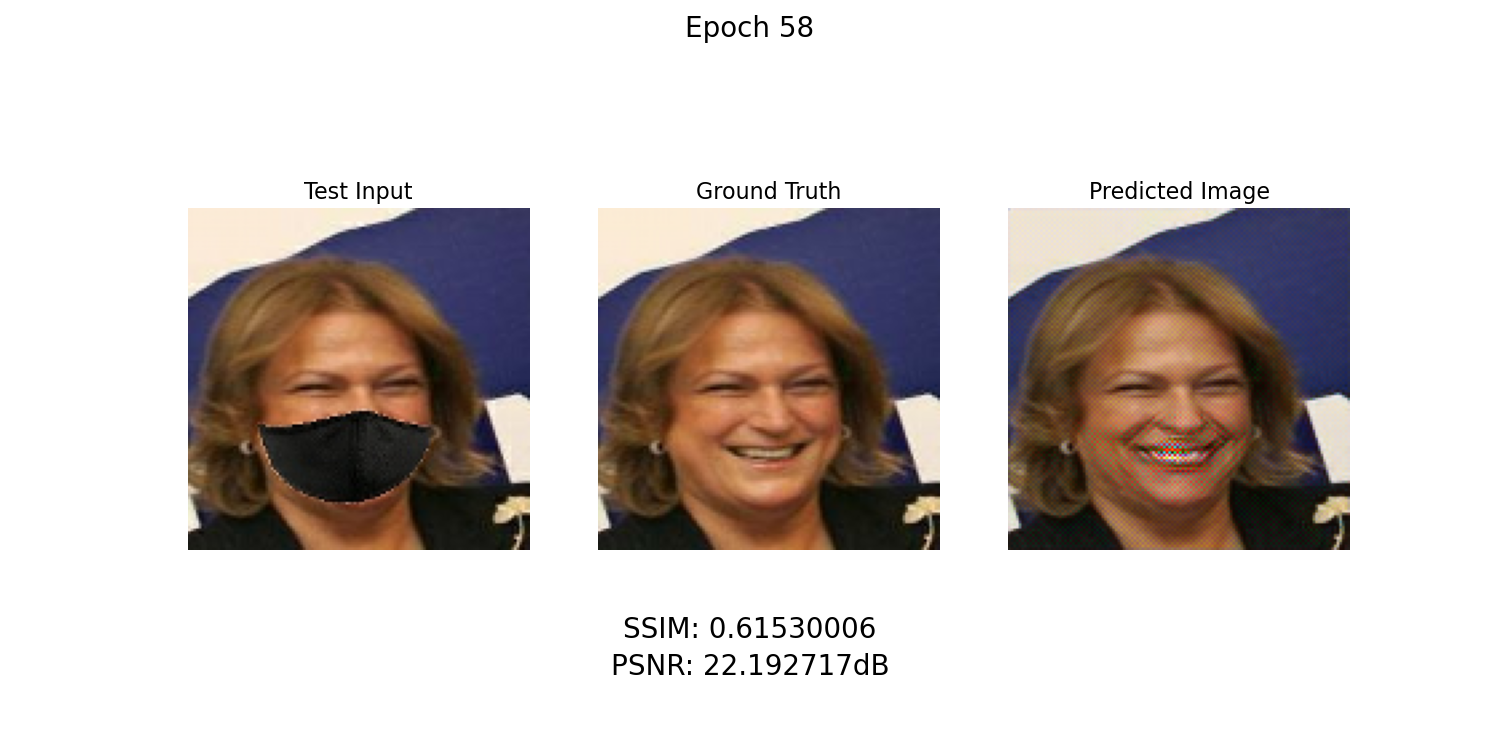 Epoch 58
Test Input
Ground Truth
Predicted Image
SSIM: 0.61530006
PSNR: 22.192717dB